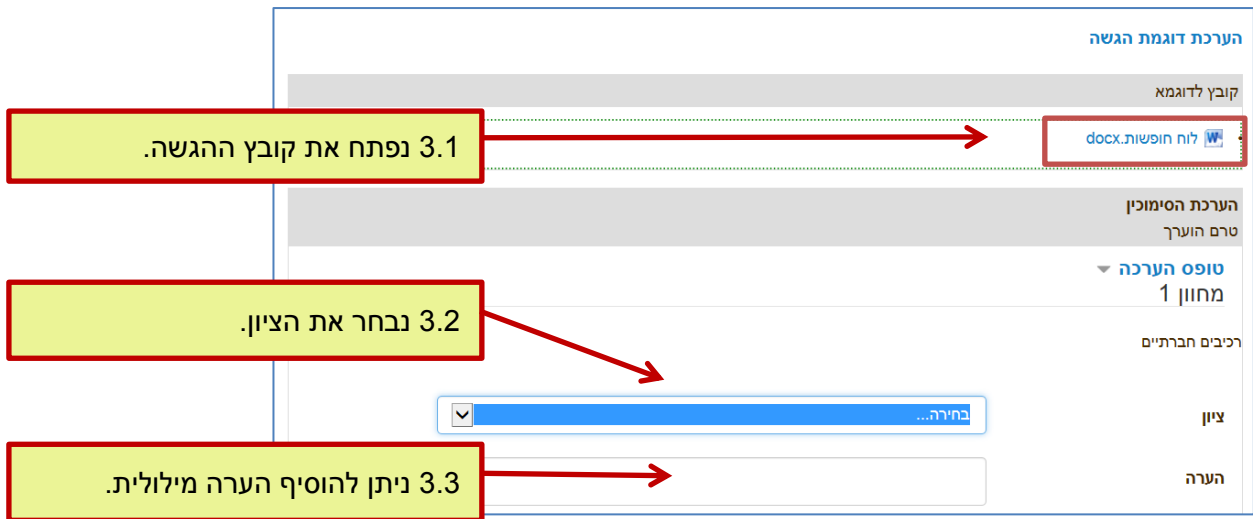 הערכת דוגמת הגשה
קובץ לדוגמא
לוח חופשות.docx
3.1 נפתח את קובץ ההגשה.
הערכת הסימוכין
טרם הוערך
טופס הערכה
מחוון 1
3.2 נבחר את הציון.
רכיבים חברתיים
ציון
בחירה...
הערה
3.3 ניתן להוסיף הערה מילולית.